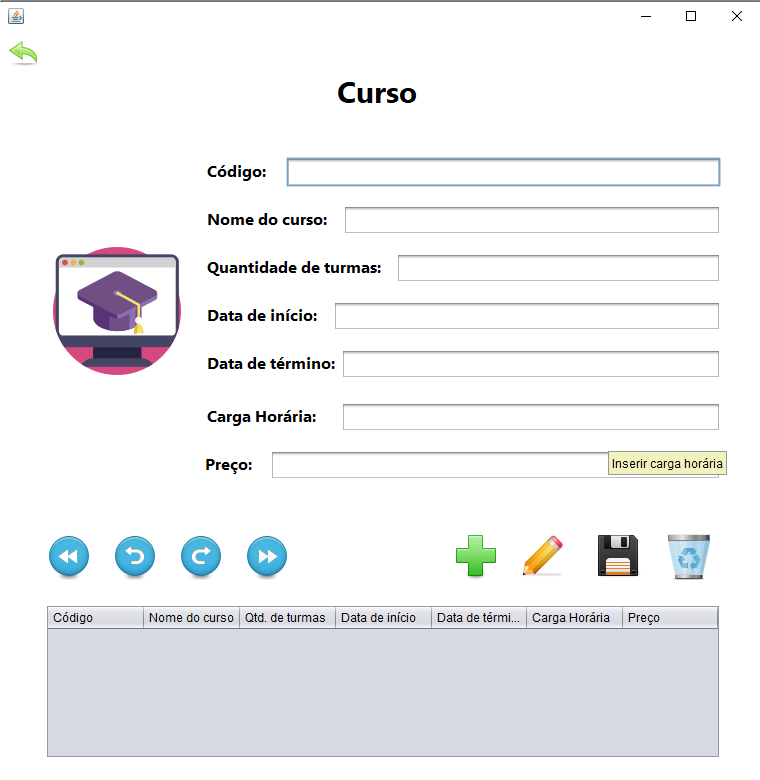 Curso
Código:
Nome do curso:
Quantidade de turmas:
Data de início:
Data de término:
Carga Horária:
Preço:
Inserir carga horária
Código Nome do curso Qtd. de turmas Data de início Data de térmi... Carga Horária Preço